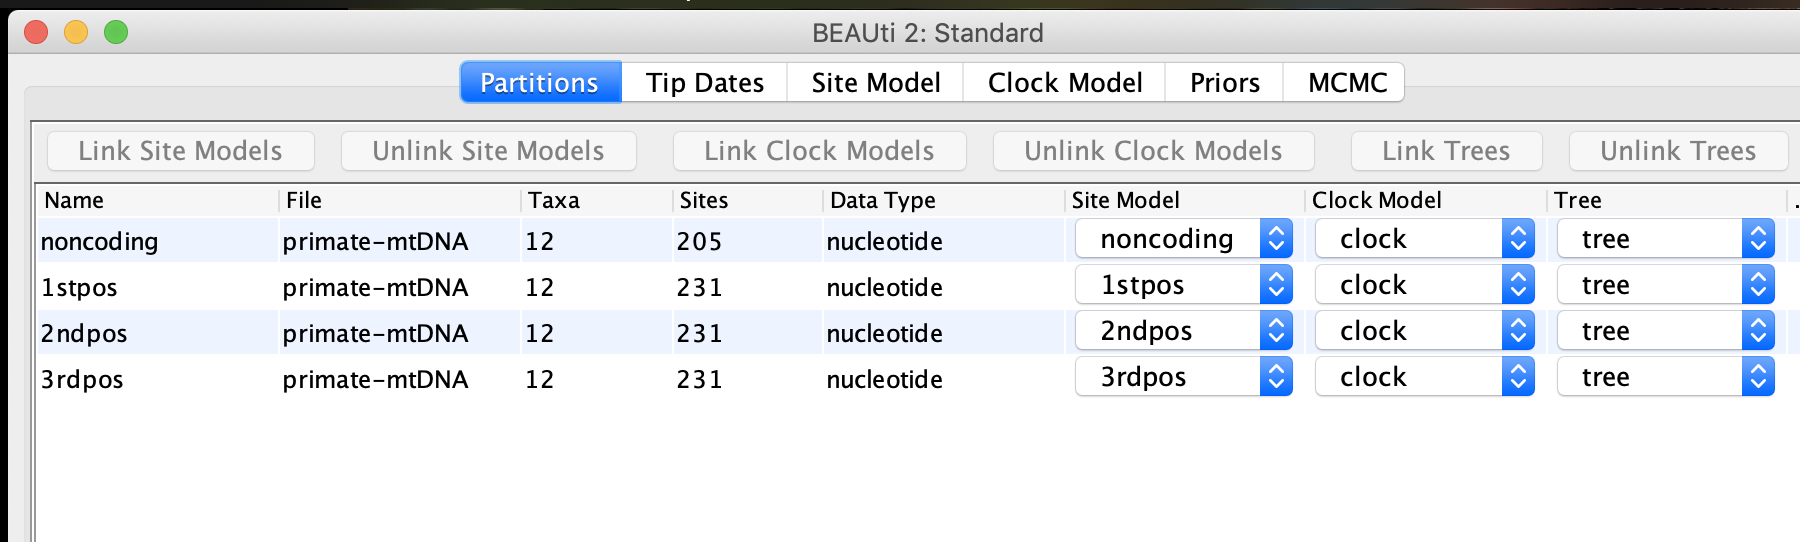 BEAUti 2: Standard
Partitions Tip Dates Site Model Clock Model Priors MCMC
Link Site Models Unlink Site Models Link Clock Models Unlink Clock Models Link Trees Unlink Trees
Name File Taxa Sites Data Type Site Model Clock Model Tree .
noncoding primate-mtDNA 12 205 nucleotide noncoding clock tree
1stpos primate-mtDNA 12 231 nucleotide 1stpos clock tree
2ndpos primate-mtDNA 12 231 nucleotide 2ndpos clock tree
3rdpos primate-mtDNA 12 231 nucleotide 3rdpos clock tree